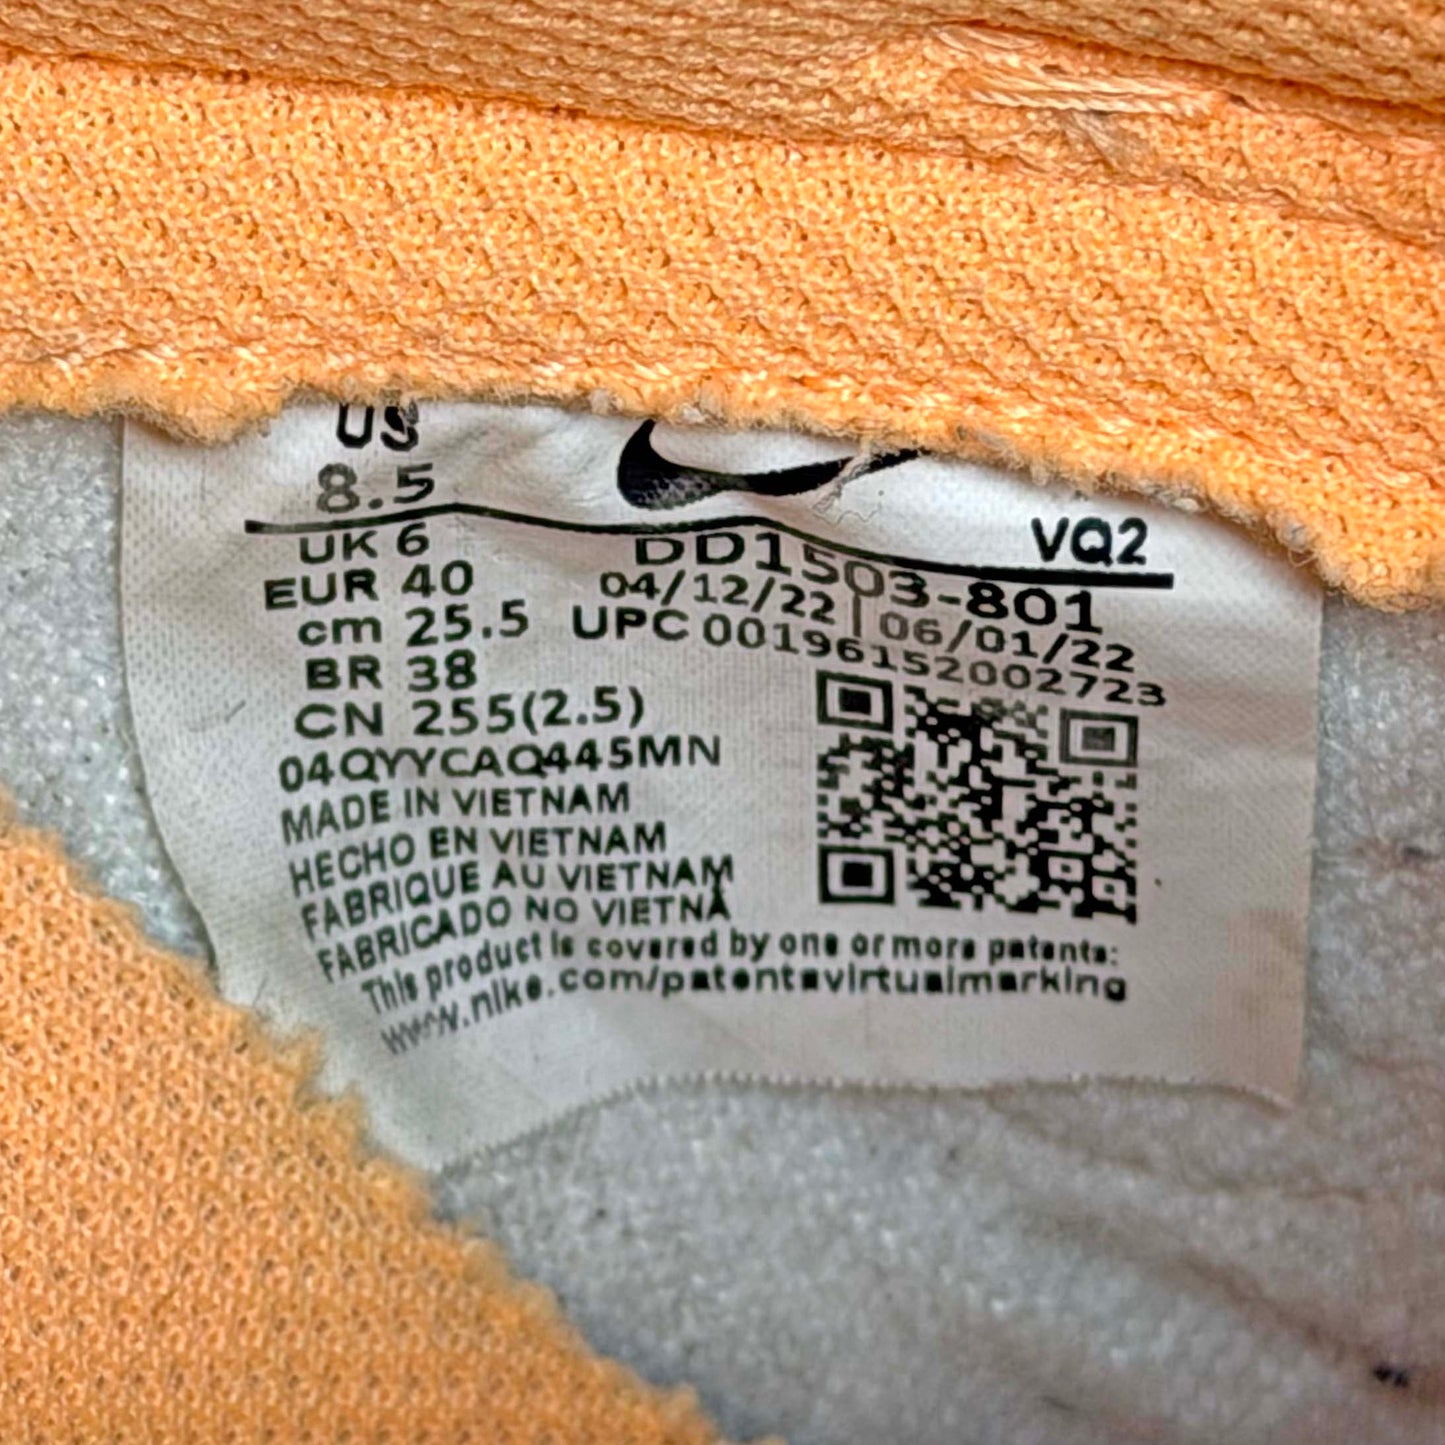 US
8.5
VQ2
UK 6
EUR 40
cm 25.5
BR 38
CN 255(2.5)
DD1503-801
04/12/22 | 06/01/22
UPC 00196152002723
04QYYCAQ445MN
MADE IN VIETNAM
HECHO EN VIETNAM
FABRIQUE AU VIETNAM
FABRICADO NO VIETNÃ
This product is covered by one or more patents:
www.nike.com/patentsvirtualmarking